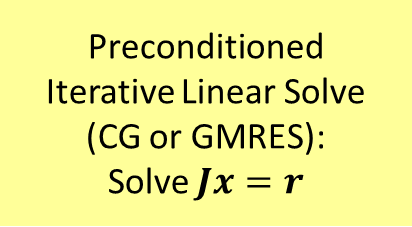 Preconditioned
Iterative Linear Solve
(CG or GMRES):
Solve Jx = r